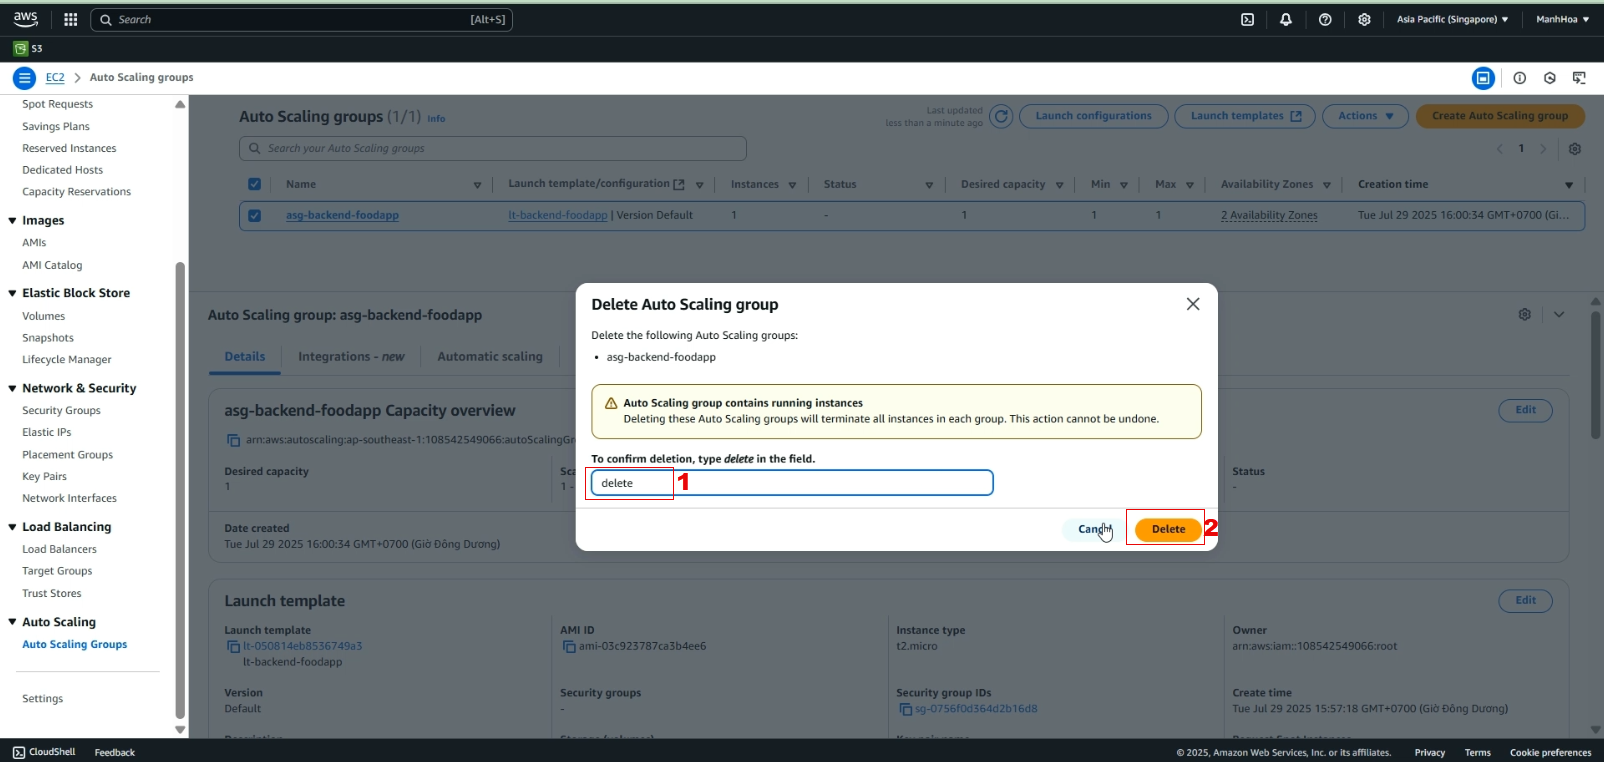 aws
Search
[Alt+S]
Asia Pacific (Singapore) ▼
ManhHoa ▼
S3
EC2 > Auto Scaling groups
Spot Requests
Savings Plans
Reserved Instances
Dedicated Hosts
Capacity Reservations
Images
AMIs
AMI Catalog
Elastic Block Store
Volumes
Snapshots
Lifecycle Manager
Network & Security
Security Groups
Elastic IPs
Placement Groups
Key Pairs
Network Interfaces
Load Balancing
Load Balancers
Target Groups
Trust Stores
Auto Scaling
Auto Scaling Groups
Settings
Auto Scaling groups (1/1) Info
Last updated
less than a minute ago
Launch configurations
Launch templates
Actions ▼
Create Auto Scaling group
Search your Auto Scaling groups
1
Name
Launch template/configuration
Instances
Status
Desired capacity
Min
Max
Availability Zones
Creation time
asg-backend-foodapp
lt-backend-foodapp | Version Default
1
-
1
1
1
2 Availability Zones
Tue Jul 29 2025 16:00:34 GMT+0700 (Gi...
Auto Scaling group: asg-backend-foodapp
Details
Integrations - new
Automatic scaling
asg-backend-foodapp Capacity overview
Edit
arn:aws:autoscaling:ap-southeast-1:108542549066:autoScalingGr
Desired capacity
1
Sca
1 -
Status
-
Date created
Tue Jul 29 2025 16:00:34 GMT+0700 (Giờ Đông Dương)
Delete Auto Scaling group
Delete the following Auto Scaling groups:
• asg-backend-foodapp
Auto Scaling group contains running instances
Deleting these Auto Scaling groups will terminate all instances in each group. This action cannot be undone.
To confirm deletion, type delete in the field.
delete
1
Cancel
Delete
2
Launch template
Edit
Launch template
lt-050814eb8536749a3
lt-backend-foodapp
AMI ID
ami-03c923787ca3b4ee6
Instance type
t2.micro
Owner
arn:aws:iam::108542549066:root
Version
Default
Security groups
-
Security group IDs
sg-0756f0d364d2b16d8
Create time
Tue Jul 29 2025 15:57:18 GMT+0700 (Giờ Đông Dương)
CloudShell
Feedback
© 2025, Amazon Web Services, Inc. or its affiliates.
Privacy
Terms
Cookie preferences